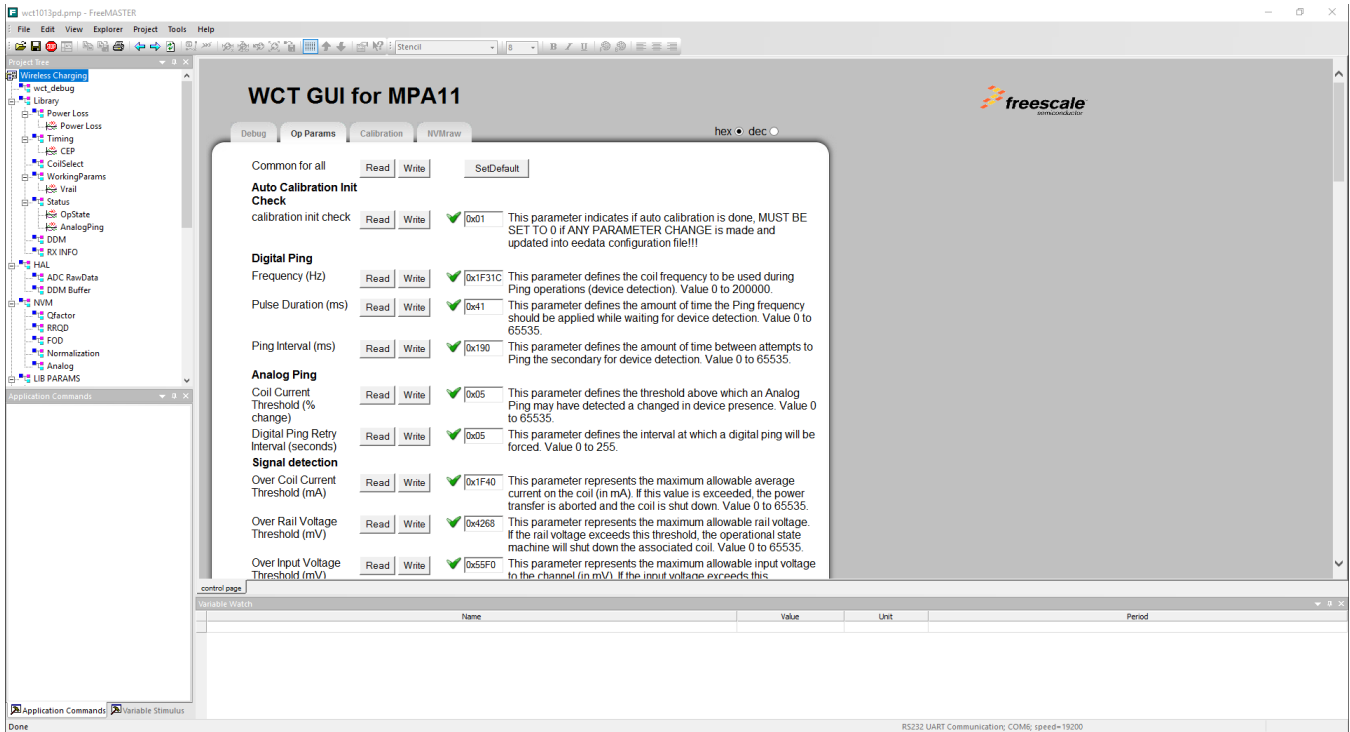 wct1013pd.pmp - FreeMASTER
File Edit View Explorer Project Tools Help
Stencil 8 B I U
Project Tree
Wireless Charging
wct_debug
Library
Power Loss
Power Loss
Timing
CEP
CoilSelect
WorkingParams
Vrail
Status
OpState
AnalogPing
DDM
RX INFO
HAL
ADC RawData
DDM Buffer
NVM
Qfactor
RRQD
FOD
Normalization
Analog
LIB PARAMS
Application Commands
Application Commands Variable Stimulus
WCT GUI for MPA11
freescale
semiconductor
Debug Op Params Calibration NVMraw
hex dec
Common for all Read Write SetDefault
Auto Calibration Init
Check
calibration init check Read Write 0x01 This parameter indicates if auto calibration is done, MUST BE
SET TO 0 if ANY PARAMETER CHANGE is made and
updated into eedata configuration file!!!
Digital Ping
Frequency (Hz) Read Write 0x1F31C This parameter defines the coil frequency to be used during
Ping operations (device detection). Value 0 to 200000.
Pulse Duration (ms) Read Write 0x41 This parameter defines the amount of time the Ping frequency
should be applied while waiting for device detection. Value 0 to
65535.
Ping Interval (ms) Read Write 0x190 This parameter defines the amount of time between attempts to
Ping the secondary for device detection. Value 0 to 65535.
Analog Ping
Coil Current Read Write 0x05 This parameter defines the threshold above which an Analog
Threshold (% Ping may have detected a changed in device presence. Value 0
change) to 65535.
Digital Ping Retry Read Write 0x05 This parameter defines the interval at which a digital ping will be
Interval (seconds) forced. Value 0 to 255.
Signal detection
Over Coil Current Read Write 0x1F40 This parameter represents the maximum allowable average
Threshold (mA) current on the coil (in mA). If this value is exceeded, the power
transfer is aborted and the coil is shut down. Value 0 to 65535.
Over Rail Voltage Read Write 0x4268 This parameter represents the maximum allowable rail voltage.
Threshold (mV) If the rail voltage exceeds this threshold, the operational state
machine will shut down the associated coil. Value 0 to 65535.
Over Input Voltage Read Write 0x55F0 This parameter represents the maximum allowable input voltage
Threshold (mV) to the channel (in mV). If the input voltage exceeds this
control page
Variable Watch
Name Value Unit Period
Done
RS232 UART Communication; COM6; speed=19200